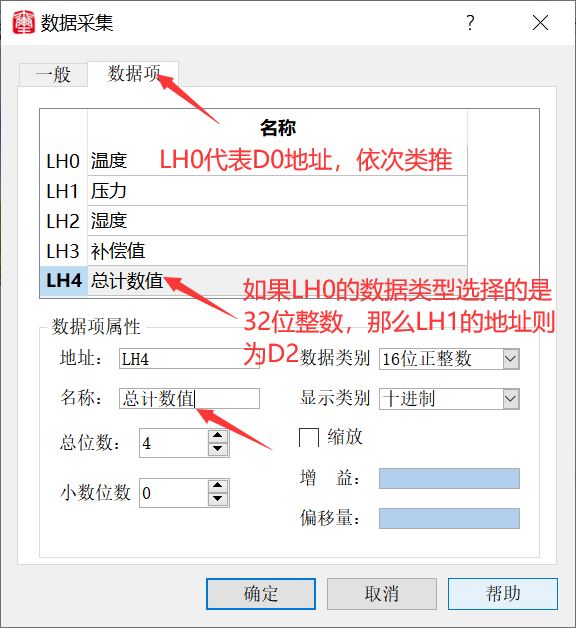 数据采集
一般
数据项
名称
LH0 温度
LH0代表D0地址，依次类推
LH1 压力
LH2 湿度
LH3 补偿值
LH4 总计数值
如果LH0的数据类型选择的是
32位整数，那么LH1的地址则
为D2
数据项属性
地址： LH4
数据类别 16位正整数
名称： 总计数值
显示类别 十进制
总位数： 4
缩放
小数位数 0
增 益：
偏移量：
确定
取消
帮助